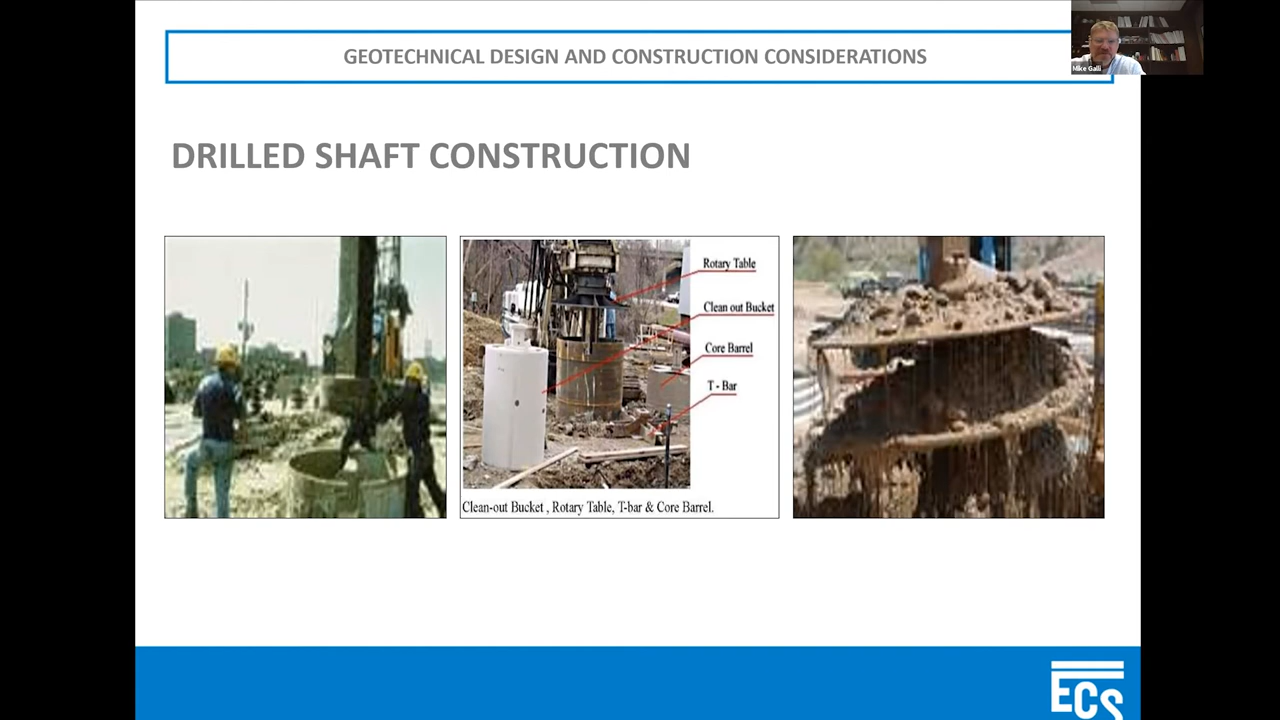 GEOTECHNICAL DESIGN AND CONSTRUCTION CONSIDERATIONS
Mike Galli
DRILLED SHAFT CONSTRUCTION
Rotary Table
Clean out Bucket
Core Barrel
T - Bar
Clean-out Bucket , Rotary Table, T-bar & Core Barrel.
ECS